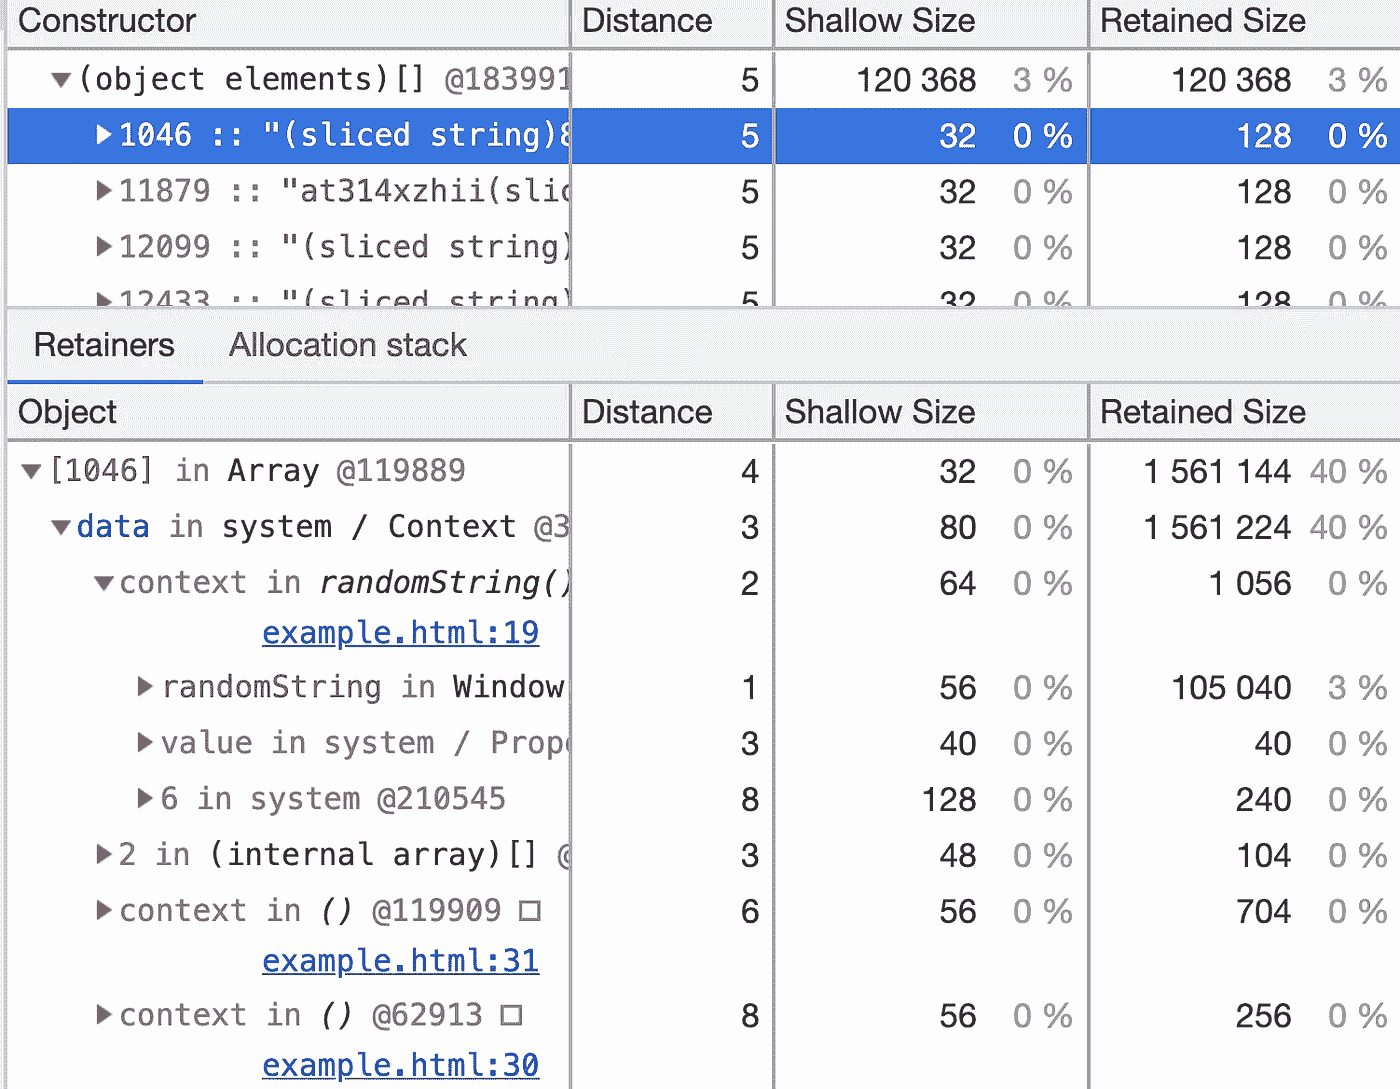 Constructor Distance Shallow Size Retained Size
▼(object elements)[] @183991 5 120 368 3 % 120 368 3 %
▶1046 :: "(sliced string)8 5 32 0 % 128 0 %
▶11879 :: "at314xzhii(slic 5 32 0 % 128 0 %
▶12099 :: "(sliced string) 5 32 0 % 128 0 %
▶12433 :: "(sliced string) 5 32 0 % 128 0 %
Retainers Allocation stack
Object Distance Shallow Size Retained Size
▼[1046] in Array @119889 4 32 0 % 1 561 144 40 %
▼data in system / Context @3 3 80 0 % 1 561 224 40 %
▼context in randomString() 2 64 0 % 1 056 0 %
example.html:19
▶randomString in Window 1 56 0 % 105 040 3 %
▶value in system / Prope 3 40 0 % 40 0 %
▶6 in system @210545 8 128 0 % 240 0 %
▶2 in (internal array)[] @ 3 48 0 % 104 0 %
▶context in () @119909 □ 6 56 0 % 704 0 %
example.html:31
▶context in () @62913 □ 8 56 0 % 256 0 %
example.html:30